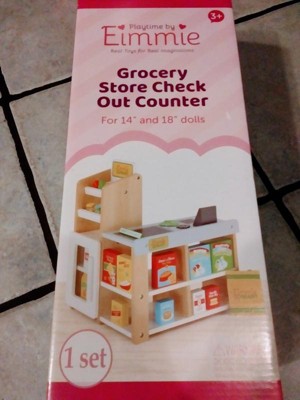 Playtime by
Eimmie
Real Toys for Real Imaginations
3+
Grocery
Store Check
Out Counter
For 14" and 18" dolls
1 set